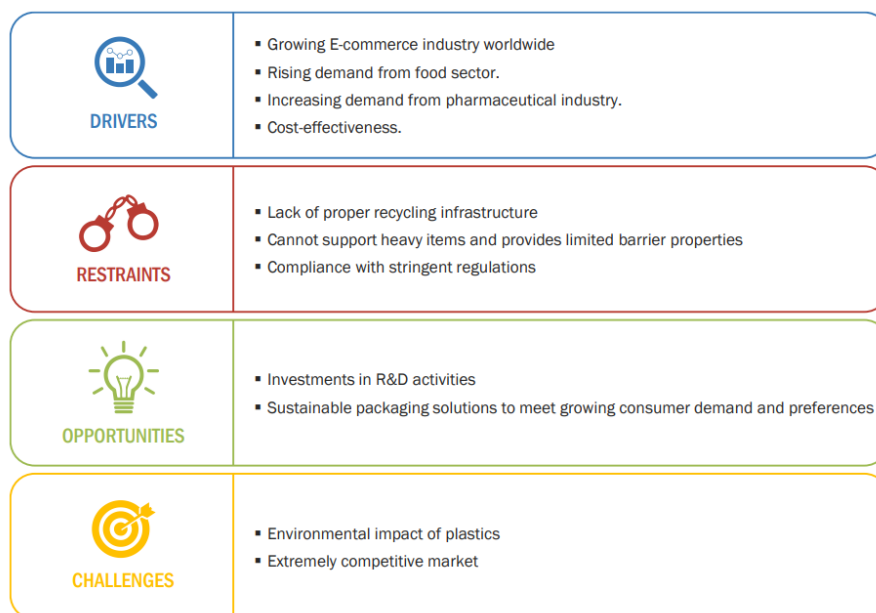 DRIVERS
▪ Growing E-commerce industry worldwide
▪ Rising demand from food sector.
▪ Increasing demand from pharmaceutical industry.
▪ Cost-effectiveness.
RESTRAINTS
▪ Lack of proper recycling infrastructure
▪ Cannot support heavy items and provides limited barrier properties
▪ Compliance with stringent regulations
OPPORTUNITIES
▪ Investments in R&D activities
▪ Sustainable packaging solutions to meet growing consumer demand and preferences
CHALLENGES
▪ Environmental impact of plastics
▪ Extremely competitive market